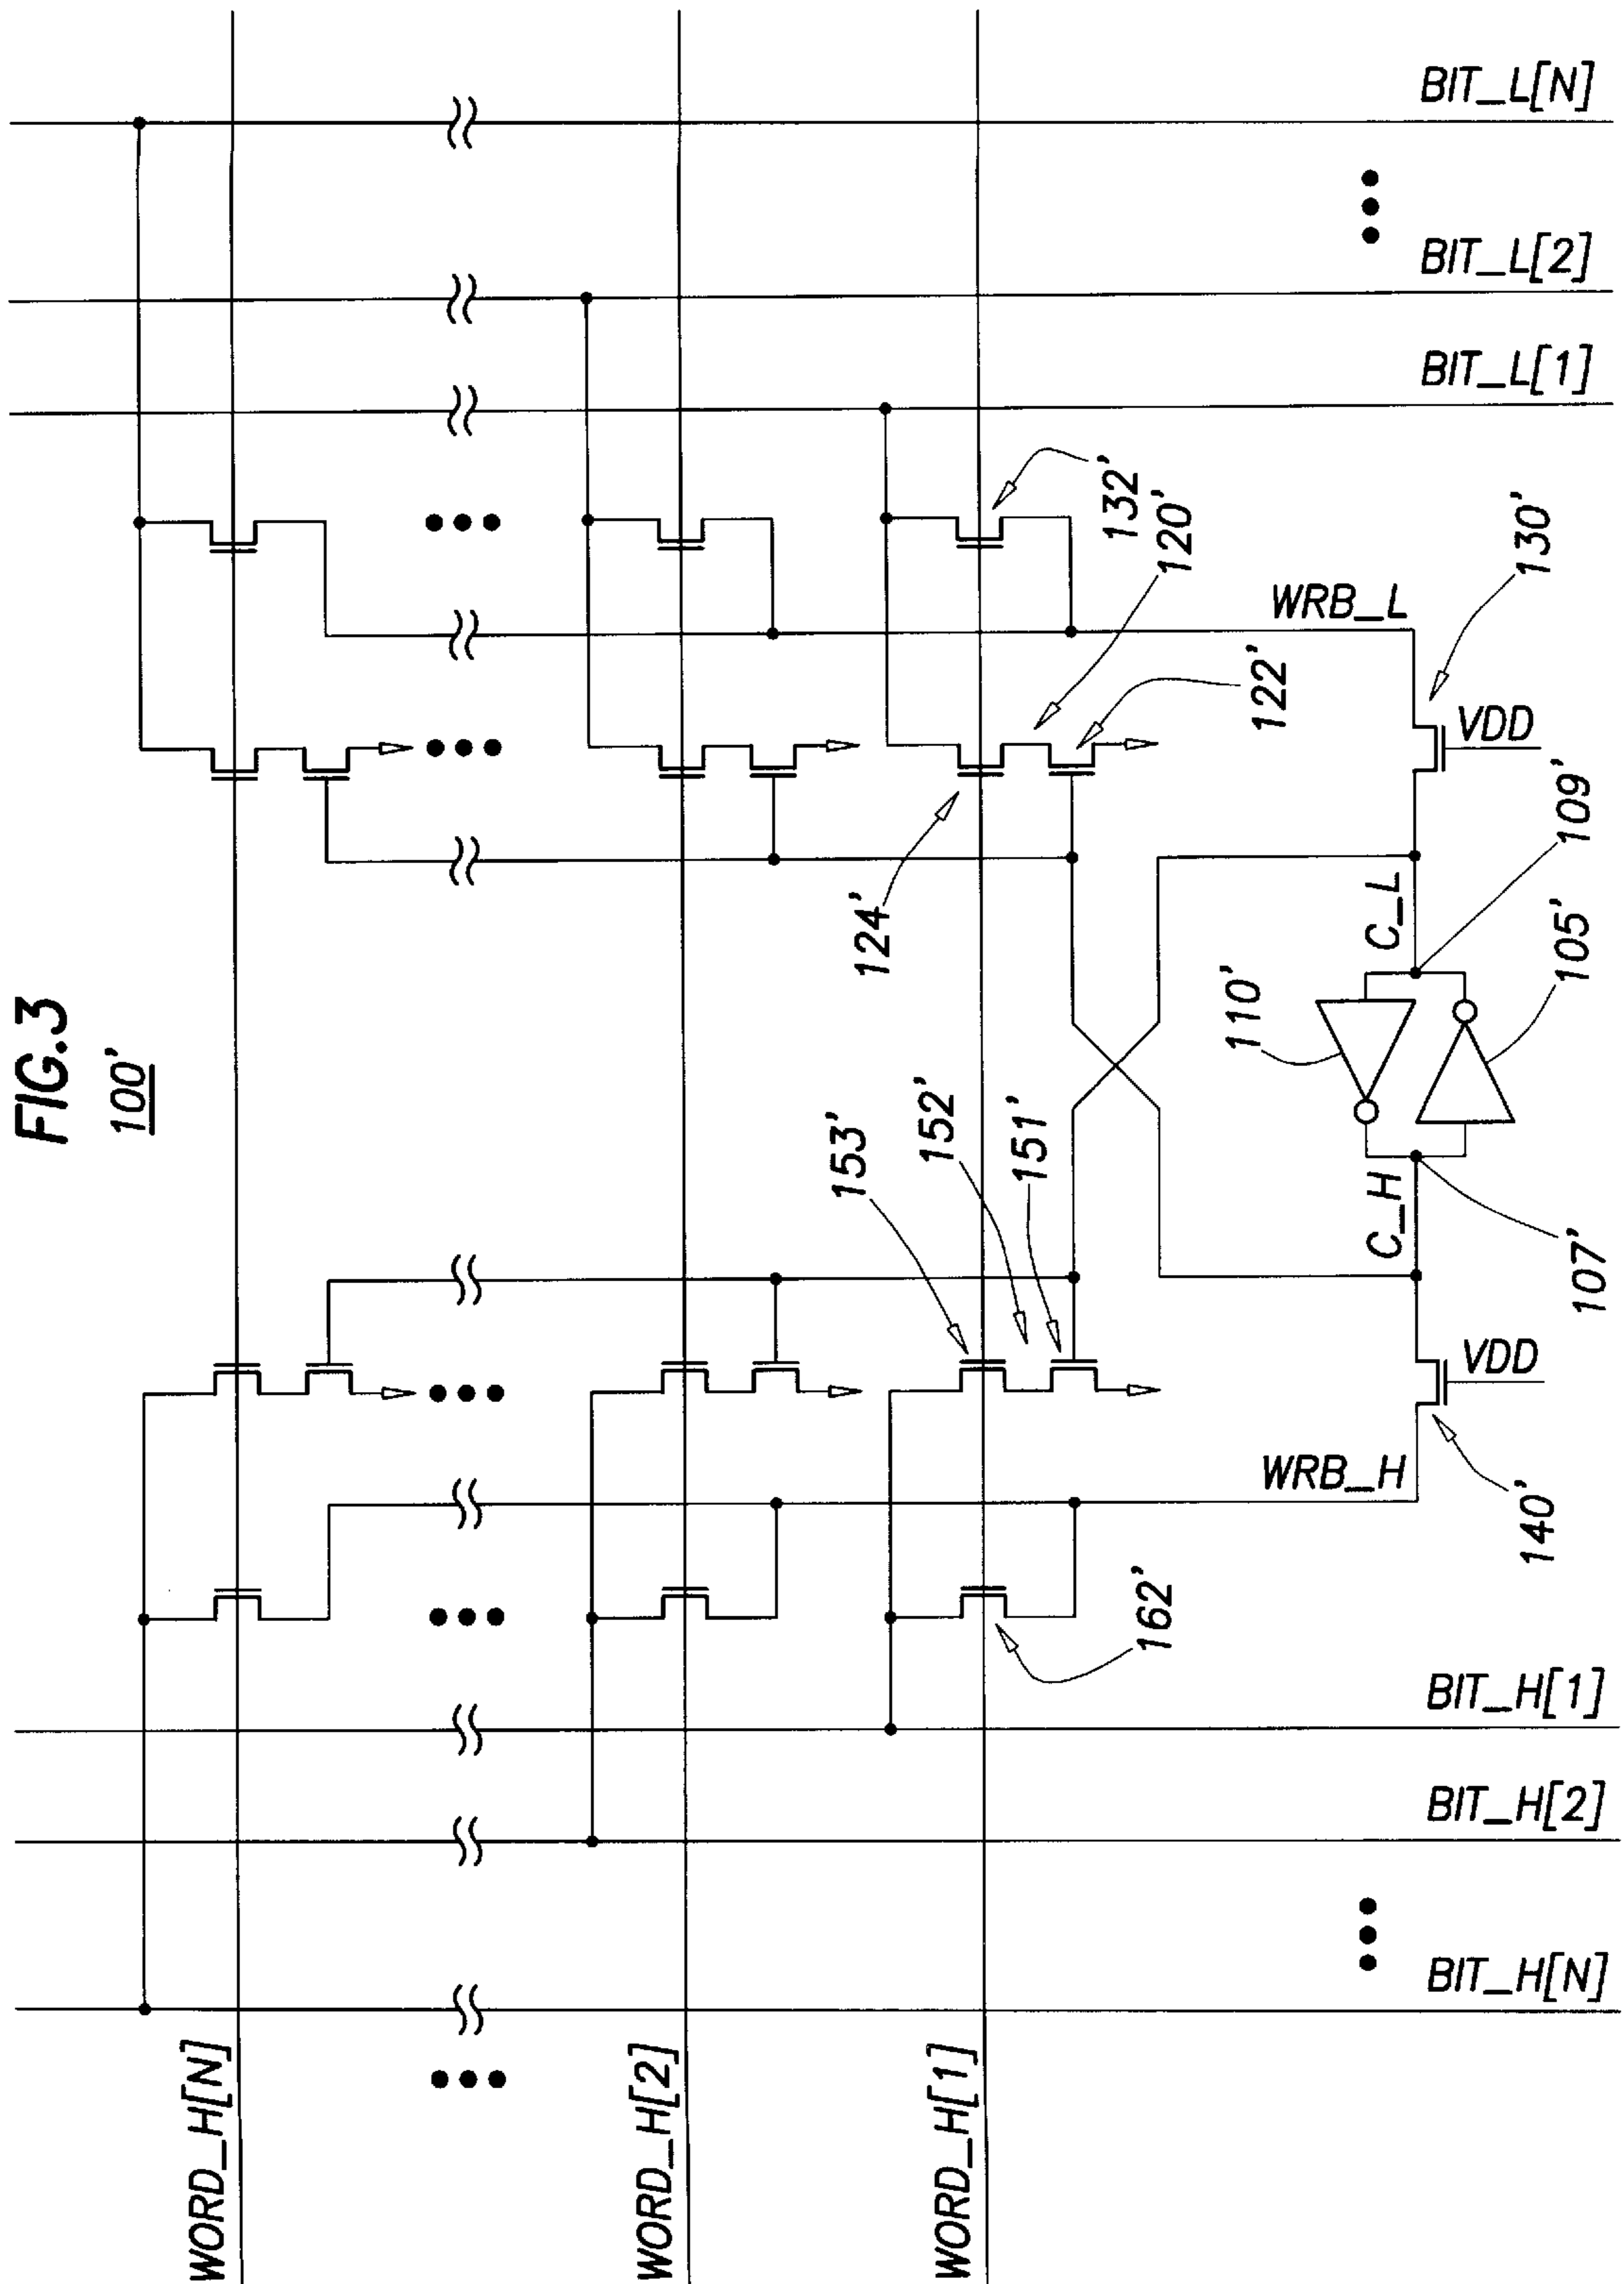 FIG.3
100'
BIT_L[N]
BIT_L[2]
BIT_L[1]
132'
120'
130'
WRB_L
122'
VDD
124'
109'
C_L
105'
110'
153'
152'
151'
C_H
107'
VDD
WRB_H
140'
162'
BIT_H[1]
BIT_H[2]
BIT_H[N]
WORD_H[N]
WORD_H[2]
WORD_H[1]